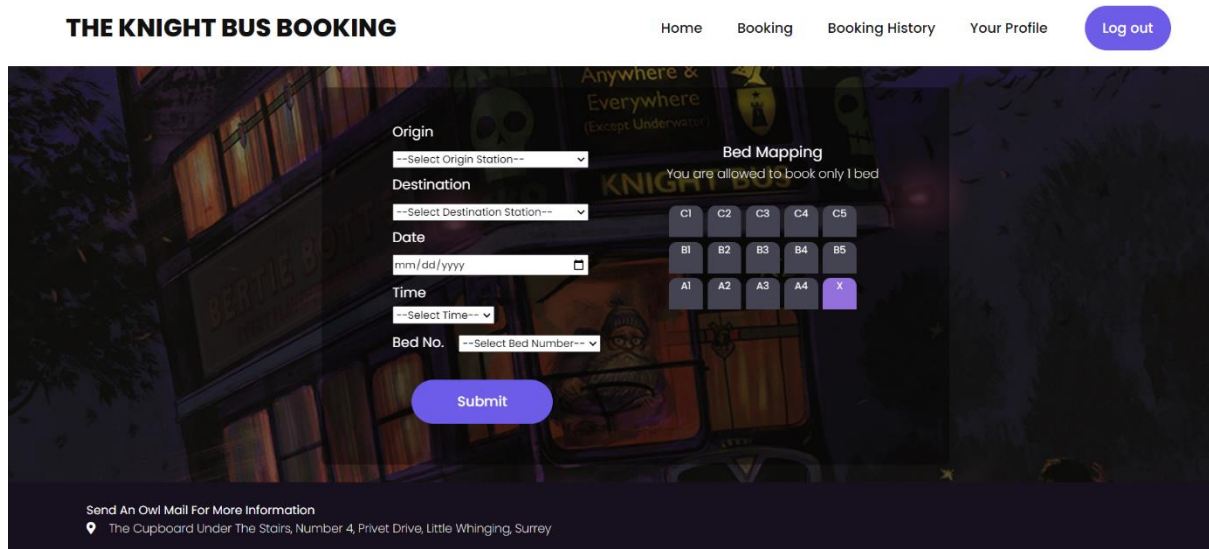 THE KNIGHT BUS BOOKING
Home Booking Booking History Your Profile Log out
Anywhere &
Everywhere
(Except Underwater)
KNIGHT BUS
BERTIE BOTT
Origin
--Select Origin Station--
Destination
--Select Destination Station--
Date
mm/dd/yyyy
Time
--Select Time--
Bed No. --Select Bed Number--
Submit
Bed Mapping
You are allowed to book only 1 bed
C1 C2 C3 C4 C5
B1 B2 B3 B4 B5
A1 A2 A3 A4 X
Send An Owl Mail For More Information
The Cupboard Under The Stairs, Number 4, Privet Drive, Little Whinging, Surrey